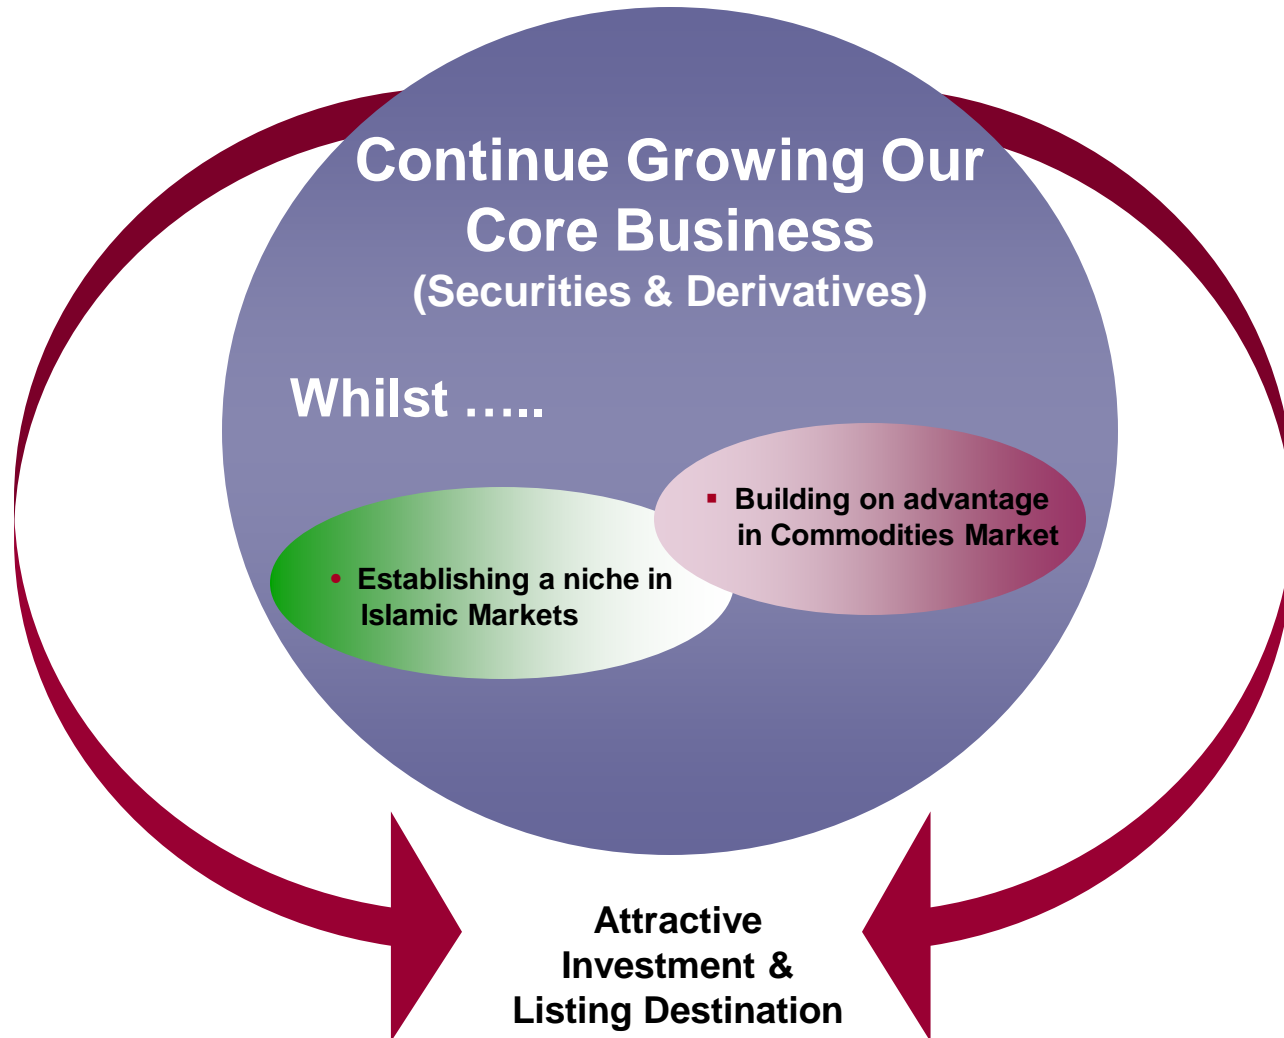 Continue Growing Our
Core Business
(Securities & Derivatives)
Whilst …..
▪ Building on advantage
in Commodities Market
• Establishing a niche in
Islamic Markets
Attractive
Investment &
Listing Destination